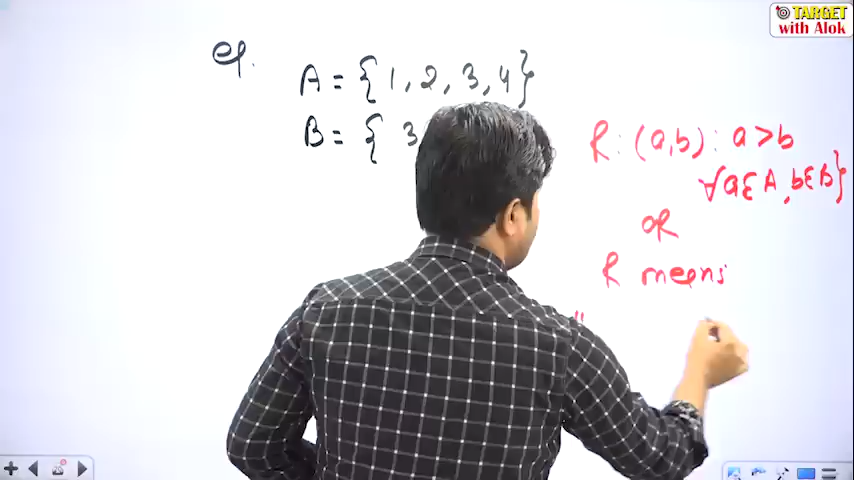 eg.
A = { 1, 2, 3, 4}
B = { 3
R : (a,b) : a > b
∀ a ∈ A, b ∈ B}
OR
R means
"
TARGET
with Alok